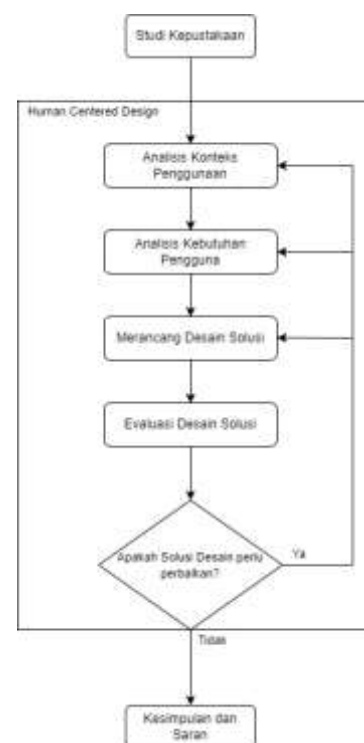 Studi Kepustakaan
Human Centered Design
Analisis Konteks
Penggunaan
Analisis Kebutuhan
Pengguna
Merancang Desain Solusi
Evaluasi Desain Solusi
Apakah Solusi Desain perlu
perbaikan?
Ya
Tidak
Kesimpulan dan
Saran